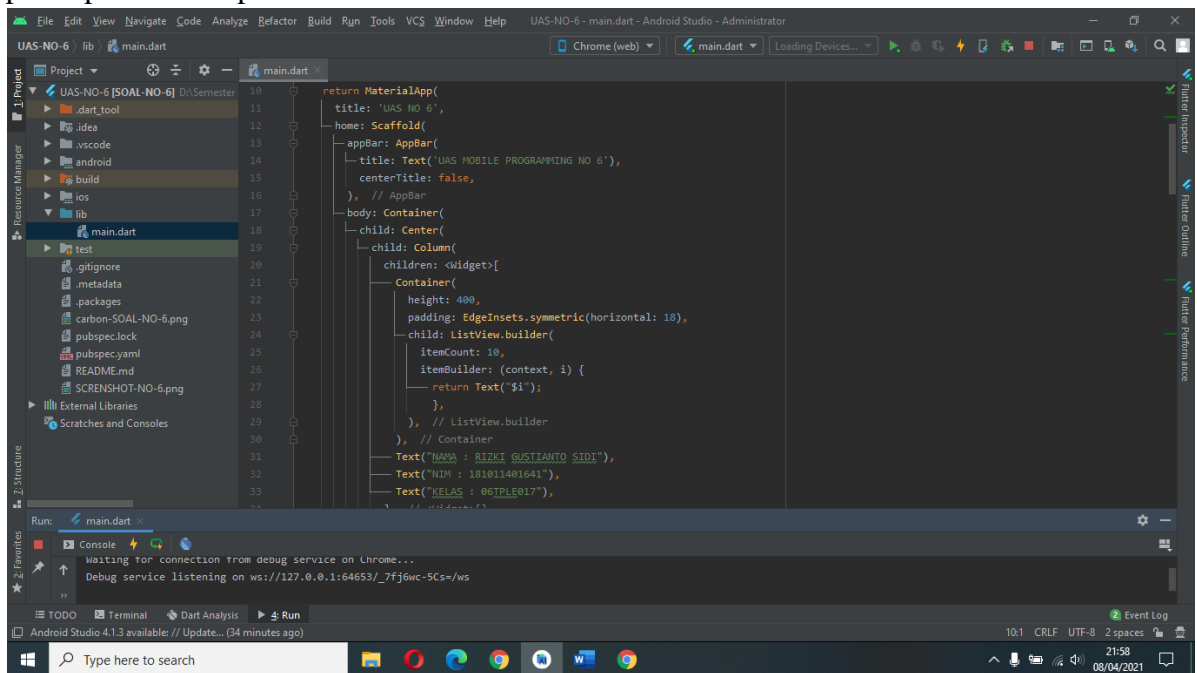 File Edit View Navigate Code Analyze Refactor Build Run Tools VCS Window Help UAS-NO-6 - main.dart - Android Studio - Administrator
UAS-NO-6 lib main.dart Chrome (web) main.dart Loading Devices...
1: Project
Resource Manager
Z: Structure
2: Favorites
Project
UAS-NO-6 [SOAL-NO-6] D:\Semester
.dart_tool
.idea
.vscode
android
build
ios
lib
main.dart
test
.gitignore
.metadata
.packages
carbon-SOAL-NO-6.png
pubspec.lock
pubspec.yaml
README.md
SCRENSHOT-NO-6.png
External Libraries
Scratches and Consoles
main.dart
10 return MaterialApp(
11 title: 'UAS NO 6',
12 home: Scaffold(
13 appBar: AppBar(
14 title: Text('UAS MOBILE PROGRAMMING NO 6'),
15 centerTitle: false,
16 ), // AppBar
17 body: Container(
18 child: Center(
19 child: Column(
20 children: <Widget>[
21 Container(
22 height: 400,
23 padding: EdgeInsets.symmetric(horizontal: 18),
24 child: ListView.builder(
25 itemCount: 10,
26 itemBuilder: (context, i) {
27 return Text("$i");
28 },
29 ), // ListView.builder
30 ), // Container
31 Text("NAMA : RIZKI GUSTIANTO SIDI"),
32 Text("NIM : 181011401641"),
33 Text("KELAS : 06TPLE017"),
Flutter Inspector
Flutter Outline
Flutter Performance
Run: main.dart
Console
Waiting for connection from debug service on Chrome...
Debug service listening on ws://127.0.0.1:64653/_7fj6wc-5Cs=/ws
TODO Terminal Dart Analysis 4: Run 2 Event Log
Android Studio 4.1.3 available: // Update... (34 minutes ago) 10:1 CRLF UTF-8 2 spaces
Type here to search
21:58
08/04/2021